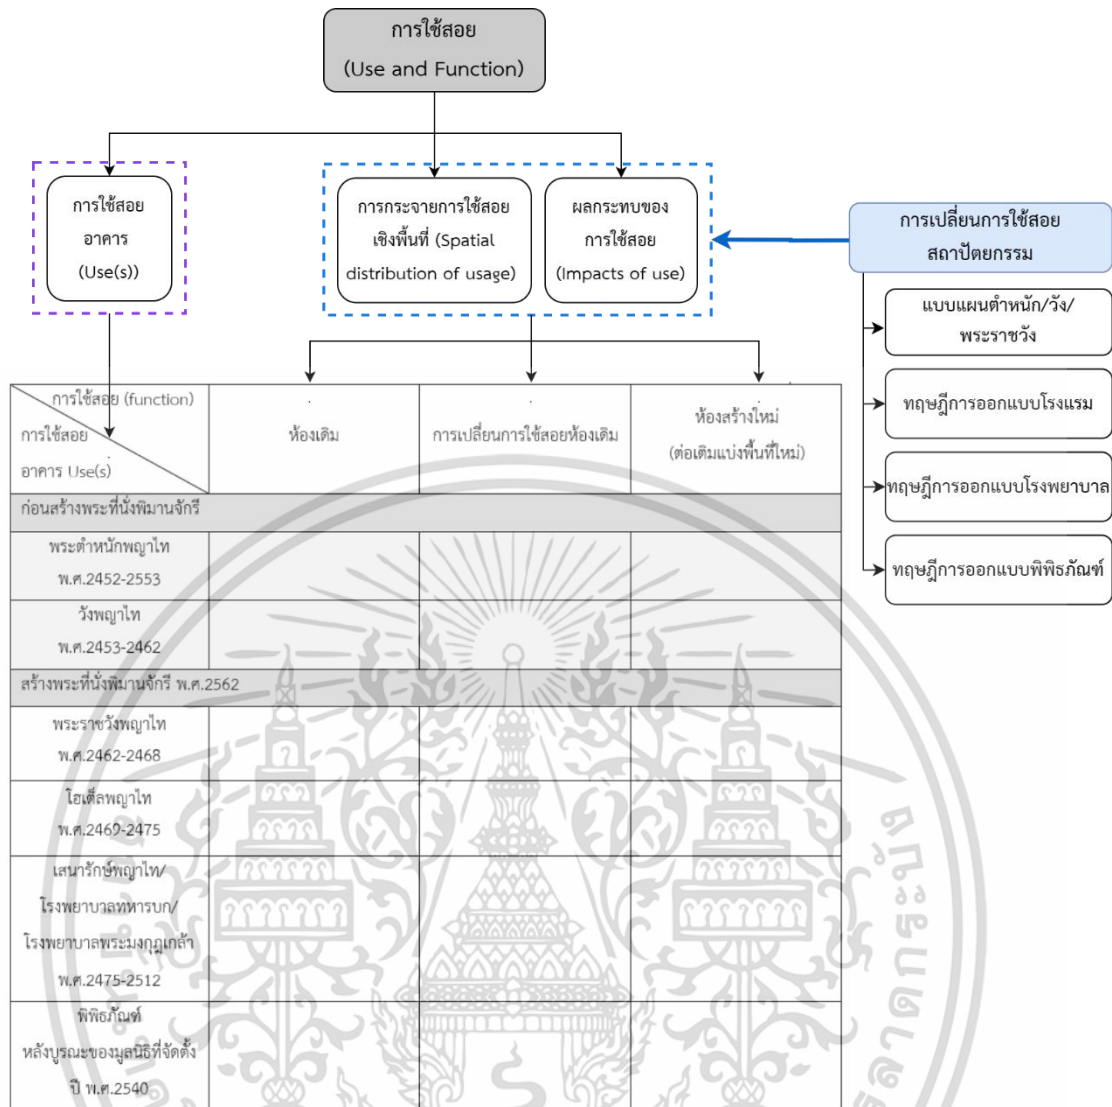 การใช้สอย
(Use and Function)
การใช้สอย
อาคาร
(Use(s))
การกระจายการใช้สอย
เชิงพื้นที่ (Spatial
distribution of usage)
ผลกระทบของ
การใช้สอย
(Impacts of use)
การเปลี่ยนการใช้สอย
สถาปัตยกรรม
แบบแผนตำหนัก/วัง/
พระราชวัง
ทฤษฎีการออกแบบโรงแรม
ทฤษฎีการออกแบบโรงพยาบาล
ทฤษฎีการออกแบบพิพิธภัณฑ์
การใช้สอย (function)
การใช้สอย
อาคาร Use(s)
ห้องเดิม
การเปลี่ยนการใช้สอยห้องเดิม
ห้องสร้างใหม่
(ต่อเติมแบ่งพื้นที่ใหม่)
ก่อนสร้างพระที่นั่งพิมานจักรี
พระตำหนักพญาไท
พ.ศ.2452-2553
วังพญาไท
พ.ศ.2453-2462
สร้างพระที่นั่งพิมานจักรี พ.ศ.2562
พระราชวังพญาไท
พ.ศ.2462-2468
โฮเต็ลพญาไท
พ.ศ.2469-2475
เสนารักษ์พญาไท/
โรงพยาบาลทหารบก/
โรงพยาบาลพระมงกุฎเกล้า
พ.ศ.2475-2512
พิพิธภัณฑ์
หลังบูรณะของมูลนิธิที่จัดตั้ง
ปี พ.ศ.2540